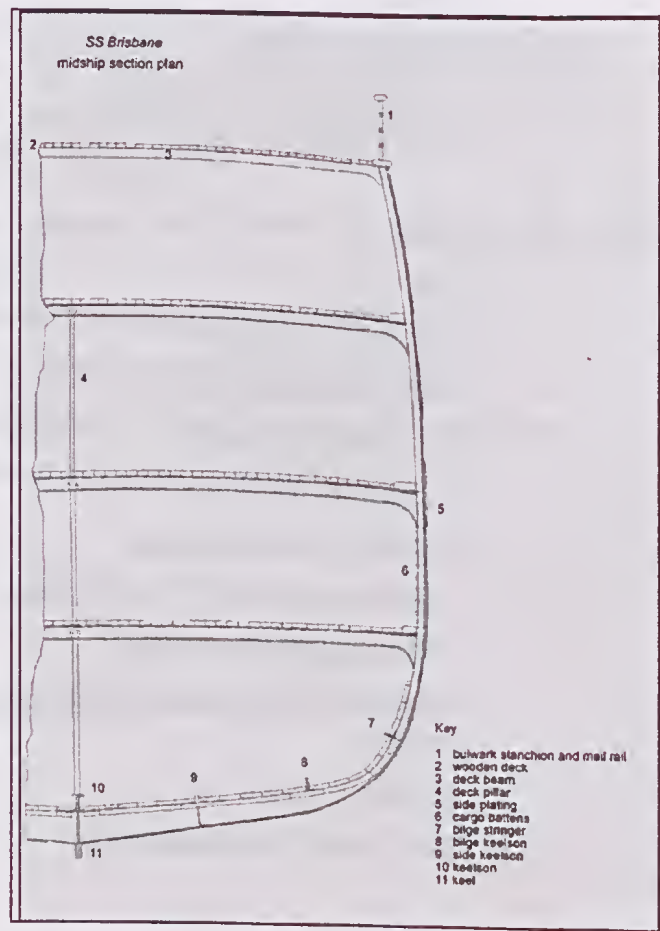 SS Brisbane
midship section plan
1
2
3
4
5
6
7
8
9
10
11
Key
1 bulwark stanchion and mail rail
2 wooden deck
3 deck beam
4 deck pillar
5 side plating
6 cargo battens
7 bilge stringer
8 bilge keelson
9 side keelson
10 keelson
11 keel